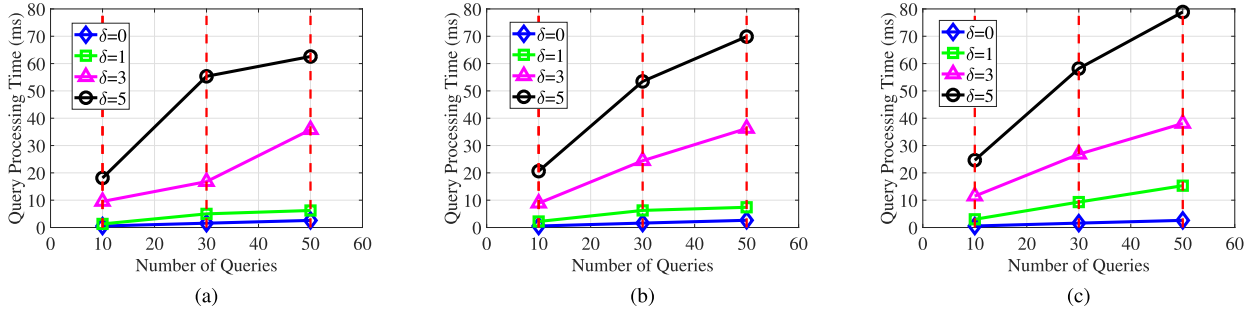 80
70
60
50
40
30
20
10
0
Query Processing Time (ms)
δ=0
δ=1
δ=3
δ=5
0 10 20 30 40 50 60
Number of Queries
(a)
80
70
60
50
40
30
20
10
0
Query Processing Time (ms)
δ=0
δ=1
δ=3
δ=5
0 10 20 30 40 50 60
Number of Queries
(b)
80
70
60
50
40
30
20
10
0
Query Processing Time (ms)
δ=0
δ=1
δ=3
δ=5
0 10 20 30 40 50 60
Number of Queries
(c)